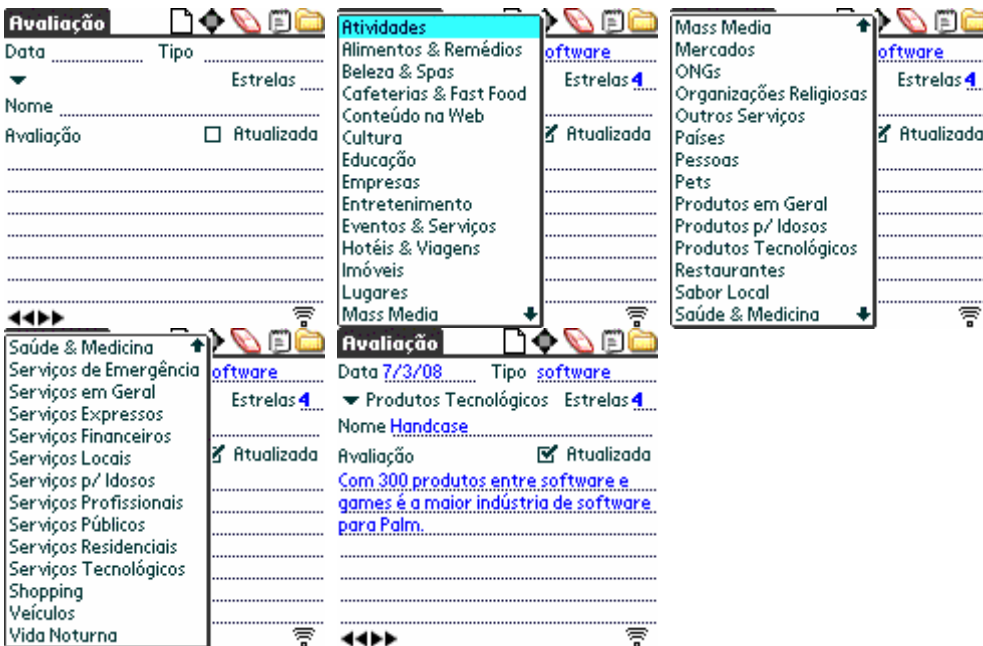 Avaliação
Data Tipo
Estrelas
Nome
Avaliação Atualizada
Atividades
Alimentos & Remédios
Beleza & Spas
Cafeterias & Fast Food
Conteúdo na Web
Cultura
Educação
Empresas
Entretenimento
Eventos & Serviços
Hotéis & Viagens
Imóveis
Lugares
Mass Media
oftware
Estrelas 4
Atualizada
Mass Media
Mercados
ONGs
Organizações Religiosas
Outros Serviços
Países
Pessoas
Pets
Produtos em Geral
Produtos p/ Idosos
Produtos Tecnológicos
Restaurantes
Sabor Local
Saúde & Medicina
oftware
Estrelas 4
Atualizada
Saúde & Medicina
Serviços de Emergência
Serviços em Geral
Serviços Expressos
Serviços Financeiros
Serviços Locais
Serviços p/ Idosos
Serviços Profissionais
Serviços Públicos
Serviços Residenciais
Serviços Tecnológicos
Shopping
Veículos
Vida Noturna
oftware
Estrelas 4
Atualizada
Avaliação
Data 7/3/08 Tipo software
Produtos Tecnológicos Estrelas 4
Nome Handcase
Avaliação Atualizada
Com 300 produtos entre software e
games é a maior indústria de software
para Palm.